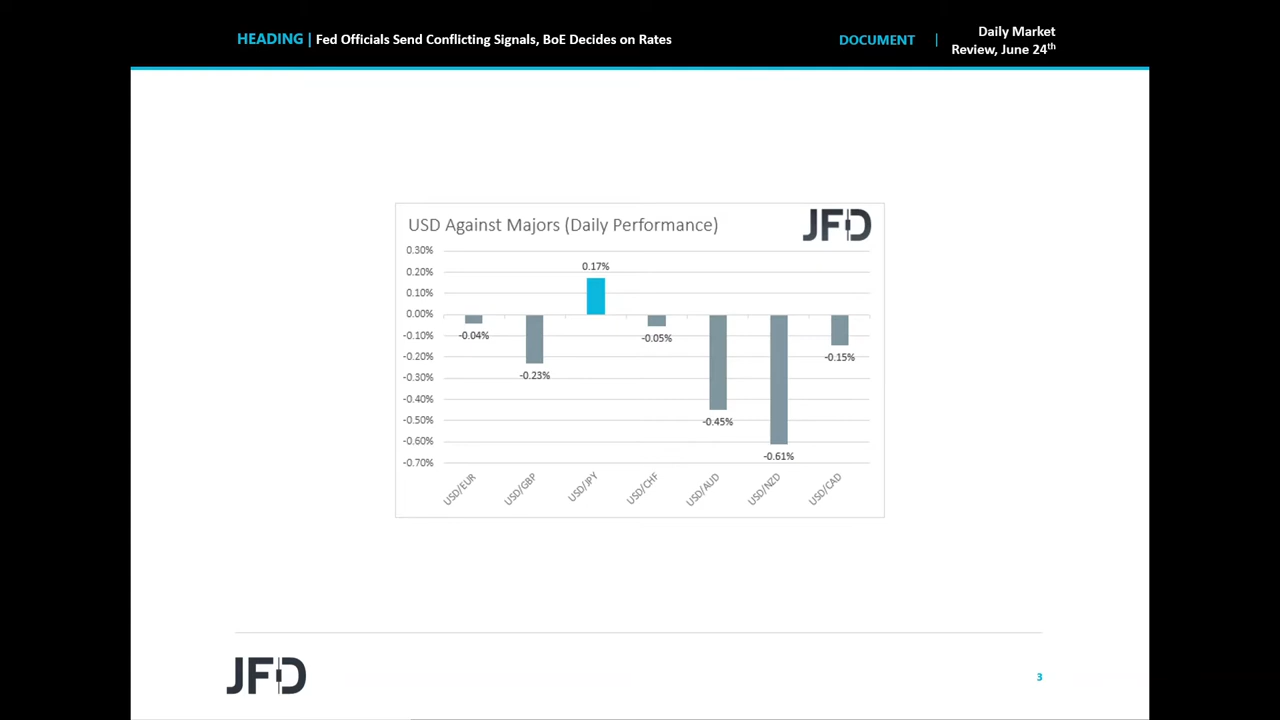 HEADING | Fed Officials Send Conflicting Signals, BoE Decides on Rates
DOCUMENT |
Daily Market
Review, June 24th
USD Against Majors (Daily Performance)
JFD
0.30%
0.20%
0.10%
0.00%
-0.10%
-0.20%
-0.30%
-0.40%
-0.50%
-0.60%
-0.70%
-0.04%
-0.23%
0.17%
-0.05%
-0.45%
-0.61%
-0.15%
USD/EUR
USD/GBP
USD/JPY
USD/CHF
USD/AUD
USD/NZD
USD/CAD
JFD
3